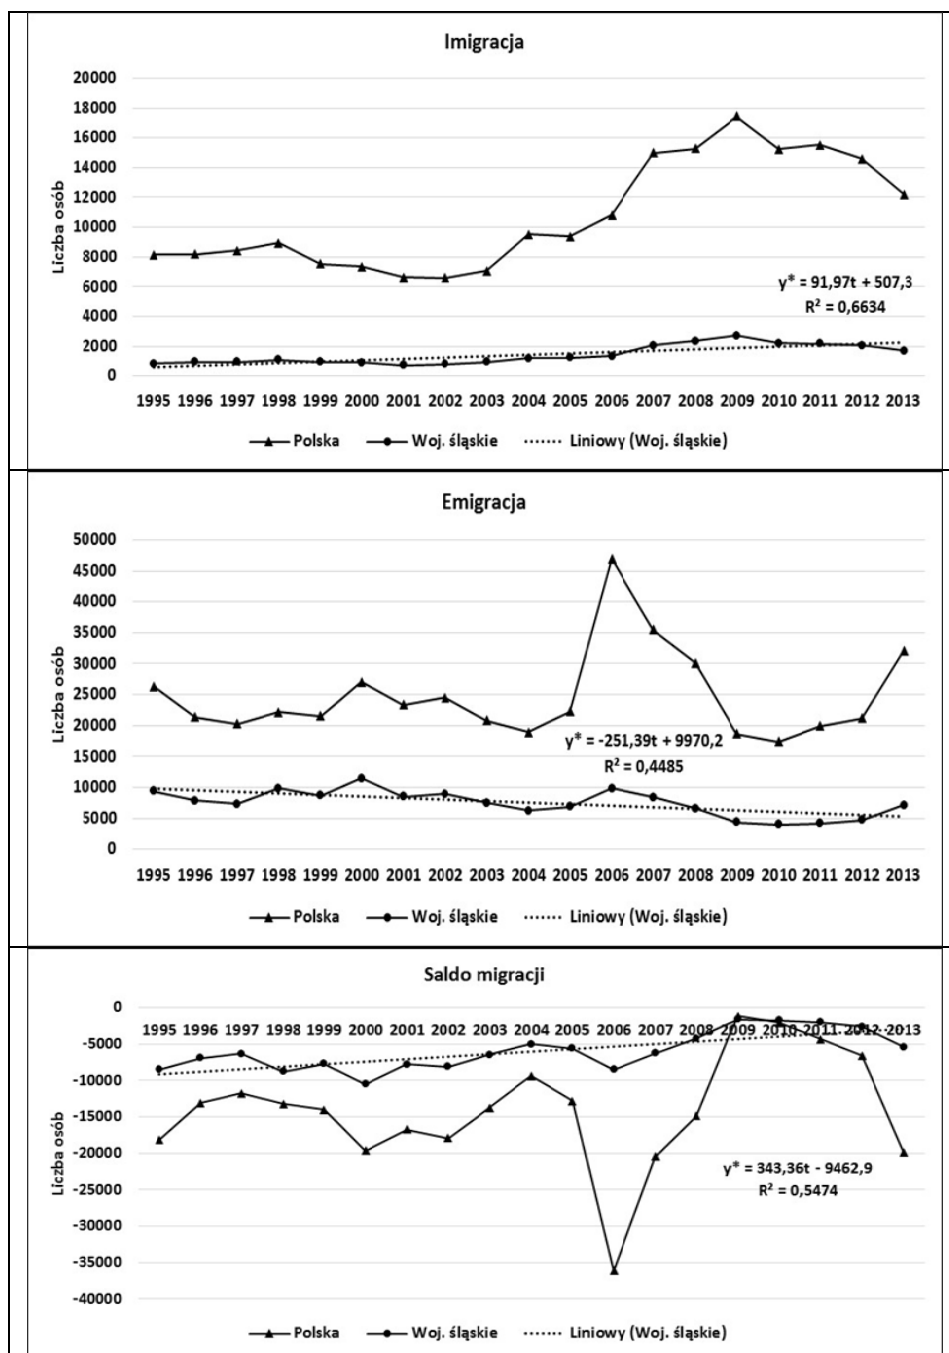 Imigracja
20000
18000
16000
14000
12000
10000
8000
6000
4000
2000
0
Liczba osób
y* = 91,97t + 507,3
R² = 0,6634
1995 1996 1997 1998 1999 2000 2001 2002 2003 2004 2005 2006 2007 2008 2009 2010 2011 2012 2013
Polska Woj. śląskie Liniowy (Woj. śląskie)
Emigracja
50000
45000
40000
35000
30000
25000
20000
15000
10000
5000
0
Liczba osób
y* = -251,39t + 9970,2
R² = 0,4485
1995 1996 1997 1998 1999 2000 2001 2002 2003 2004 2005 2006 2007 2008 2009 2010 2011 2012 2013
Polska Woj. śląskie Liniowy (Woj. śląskie)
Saldo migracji
0
1995 1996 1997 1998 1999 2000 2001 2002 2003 2004 2005 2006 2007 2008 2009 2010 2011 2012 2013
-5000
-10000
-15000
-20000
-25000
-30000
-35000
-40000
Liczba osób
y* = 343,36t - 9462,9
R² = 0,5474
Polska Woj. śląskie Liniowy (Woj. śląskie)